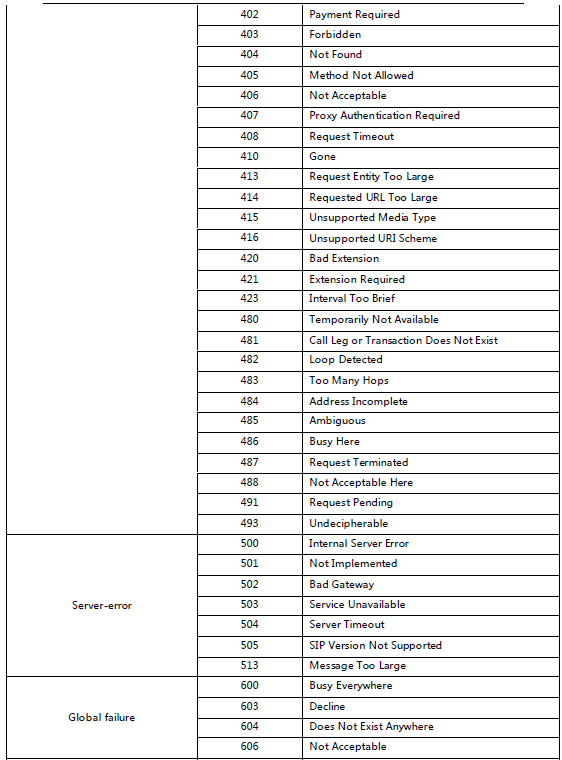 402 Payment Required
403 Forbidden
404 Not Found
405 Method Not Allowed
406 Not Acceptable
407 Proxy Authentication Required
408 Request Timeout
410 Gone
413 Request Entity Too Large
414 Requested URL Too Large
415 Unsupported Media Type
416 Unsupported URI Scheme
420 Bad Extension
421 Extension Required
423 Interval Too Brief
480 Temporarily Not Available
481 Call Leg or Transaction Does Not Exist
482 Loop Detected
483 Too Many Hops
484 Address Incomplete
485 Ambiguous
486 Busy Here
487 Request Terminated
488 Not Acceptable Here
491 Request Pending
493 Undecipherable
Server-error
500 Internal Server Error
501 Not Implemented
502 Bad Gateway
503 Service Unavailable
504 Server Timeout
505 SIP Version Not Supported
513 Message Too Large
Global failure
600 Busy Everywhere
603 Decline
604 Does Not Exist Anywhere
606 Not Acceptable